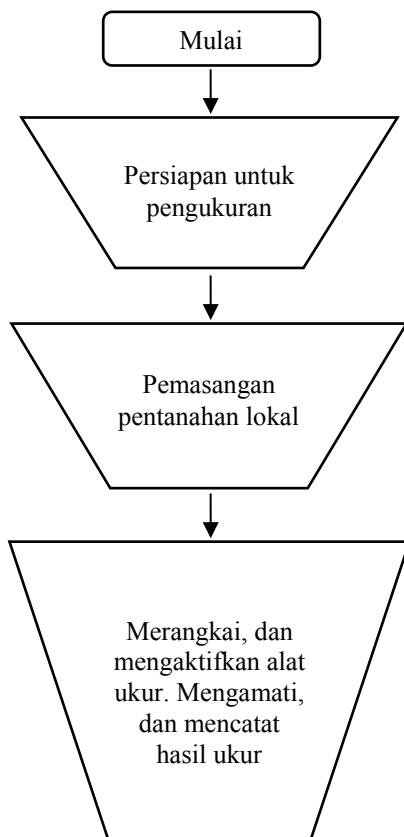 Mulai
Persiapan untuk
pengukuran
Pemasangan
pentanahan lokal
Merangkai, dan
mengaktifkan alat
ukur. Mengamati,
dan mencatat
hasil ukur